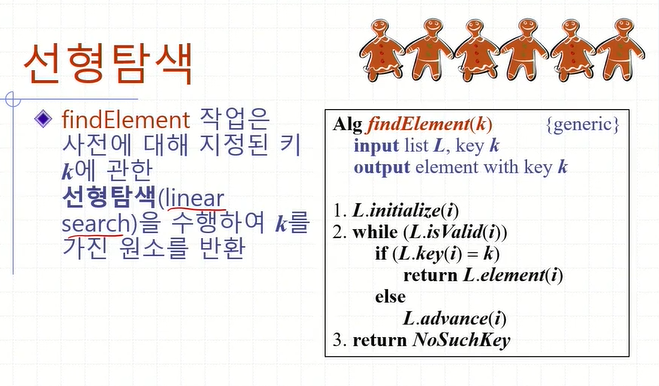 선형탐색
findElement 작업은
사전에 대해 지정된 키
k에 관한
선형탐색(linear
search)을 수행하여 k를
가진 원소를 반환
Alg findElement(k) {generic}
input list L, key k
output element with key k
1. L.initialize(i)
2. while (L.isValid(i))
if (L.key(i) = k)
return L.element(i)
else
L.advance(i)
3. return NoSuchKey